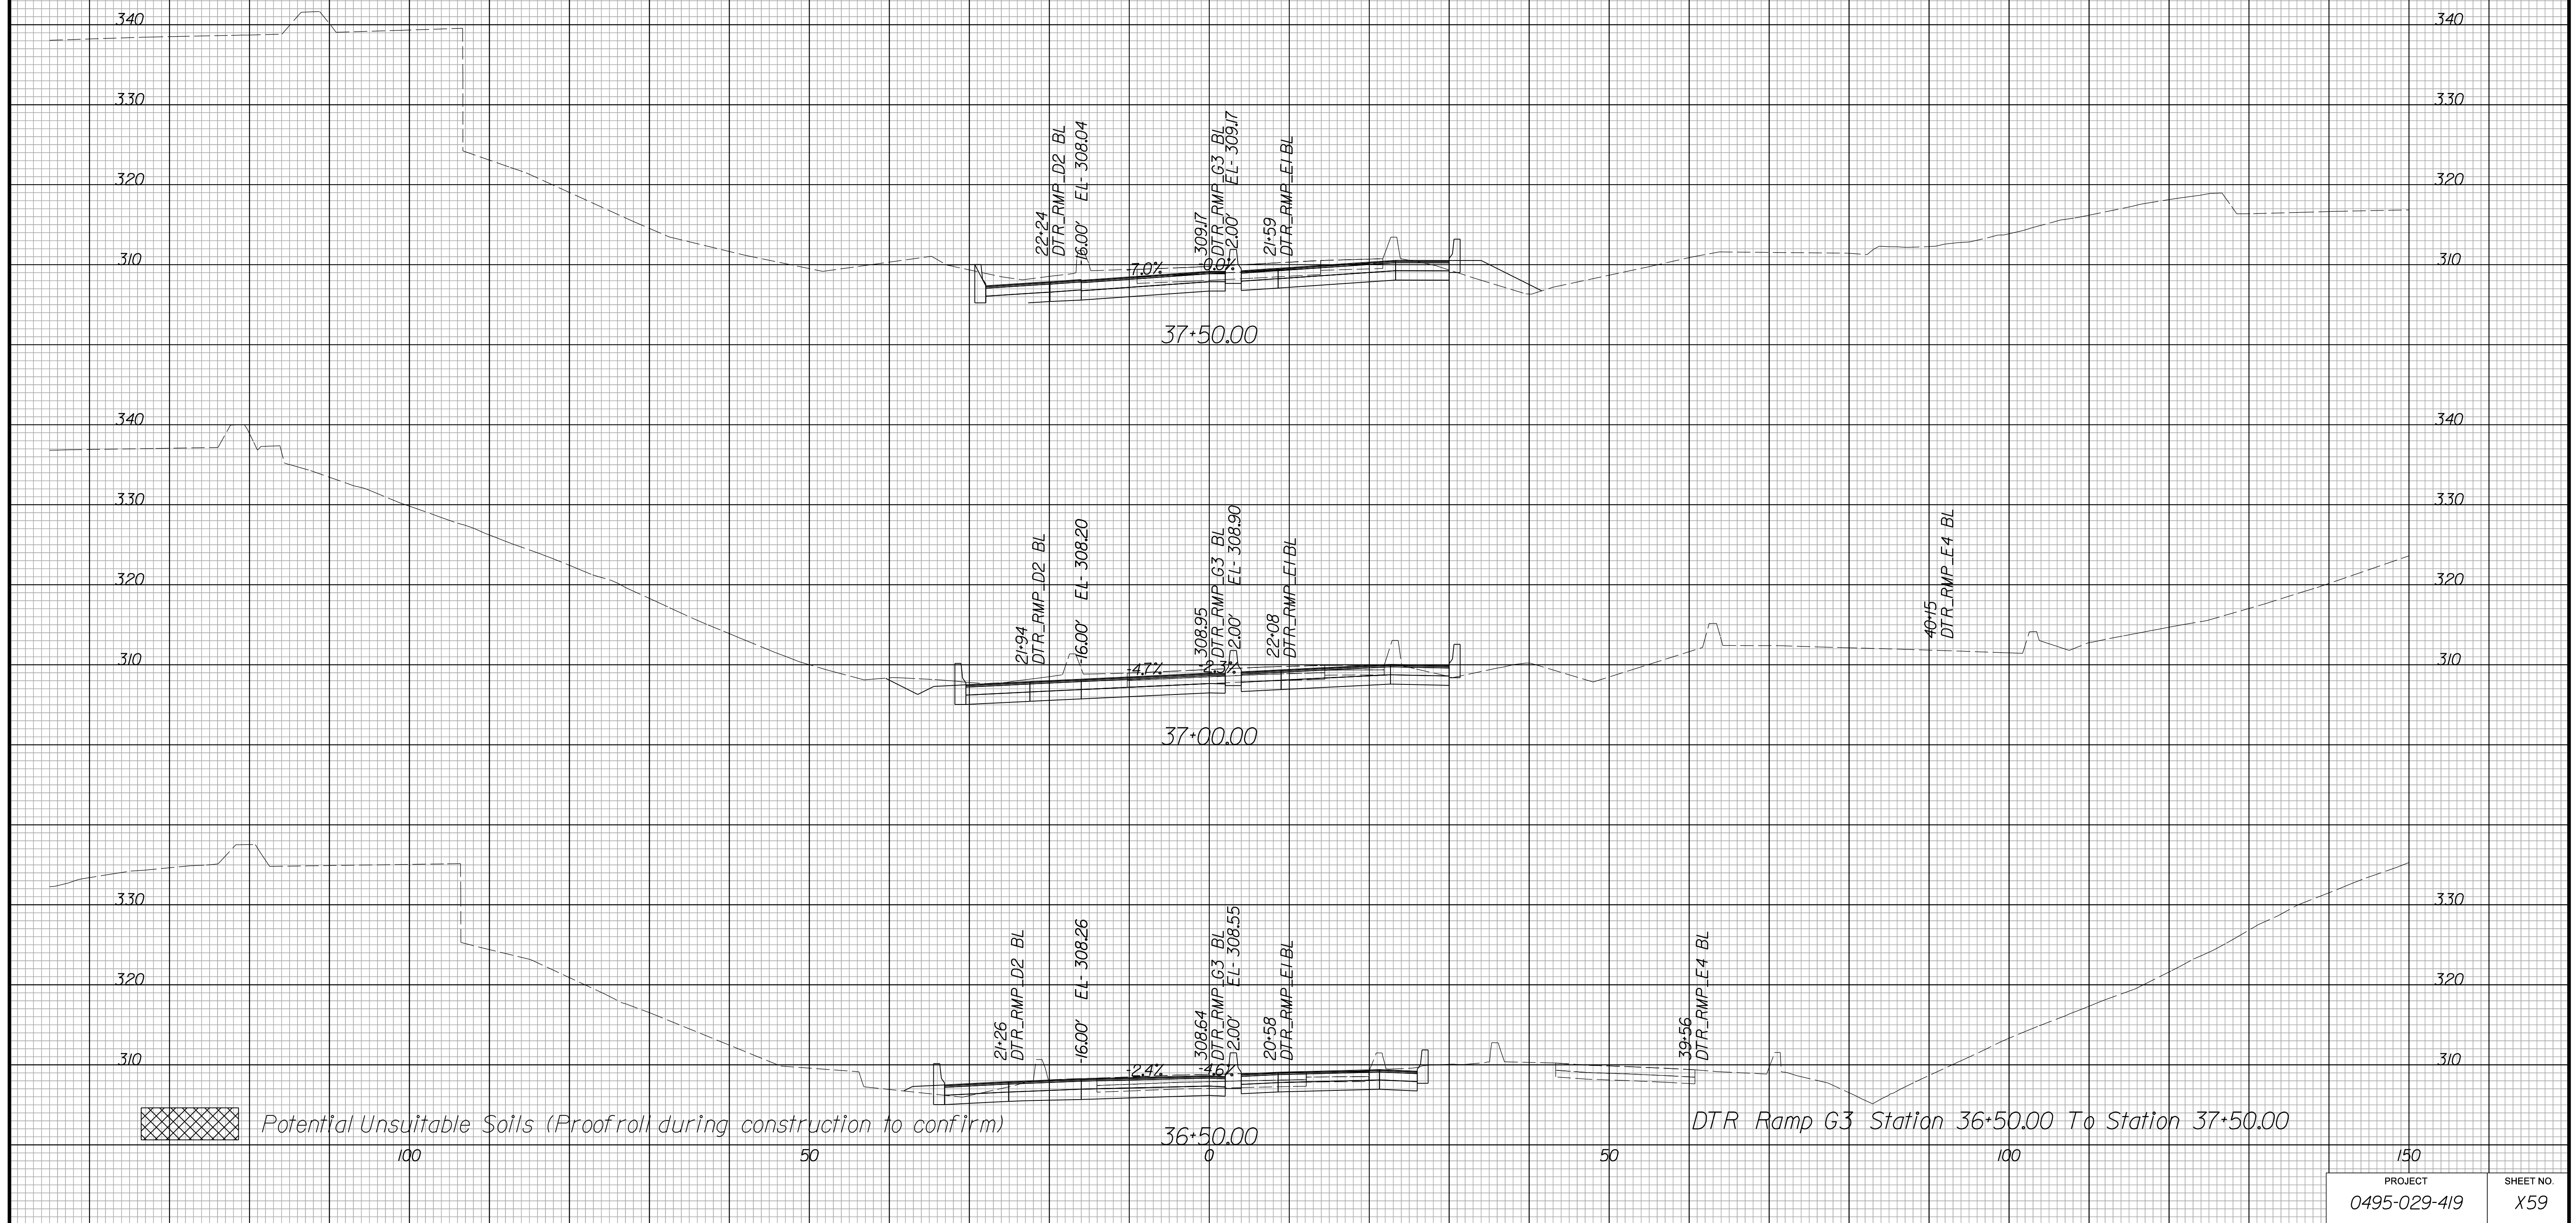 340
340
330
330
320
320
310
310
22+24
DTR_RMP_D2 BL
-16.00' EL- 308.04
309.17
DTR_RMP_G3 BL
2.00' EL- 309.17
21+59
DTR_RMP_E1 BL
-7.0%
-0.0%
37+50.00
340
340
330
330
320
320
310
310
21+94
DTR_RMP_D2 BL
-16.00' EL- 308.20
308.95
DTR_RMP_G3 BL
2.00' EL- 308.90
22+08
DTR_RMP_E1 BL
40+15
DTR_RMP_E4 BL
-4.7%
-2.3%
37+00.00
330
330
320
320
310
310
21+26
DTR_RMP_D2 BL
-16.00' EL- 308.26
308.64
DTR_RMP_G3 BL
2.00' EL- 308.55
20+58
DTR_RMP_E1 BL
39+56
DTR_RMP_E4 BL
-2.4%
-4.6%
36+50.00
Potential Unsuitable Soils (Proofroll during construction to confirm)
DTR Ramp G3 Station 36+50.00 To Station 37+50.00
100 50 0 50 100 150
PROJECT
0495-029-419
SHEET NO.
X59